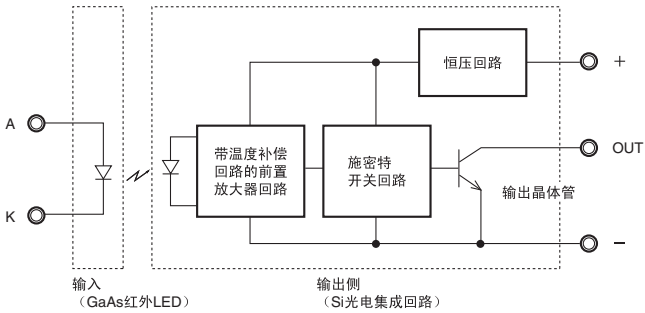 恒压回路
+
A
带温度补偿
回路的前置
放大器回路
施密特
开关回路
OUT
输出晶体管
K
−
输入
（GaAs红外LED）
输出侧
（Si光电集成回路）